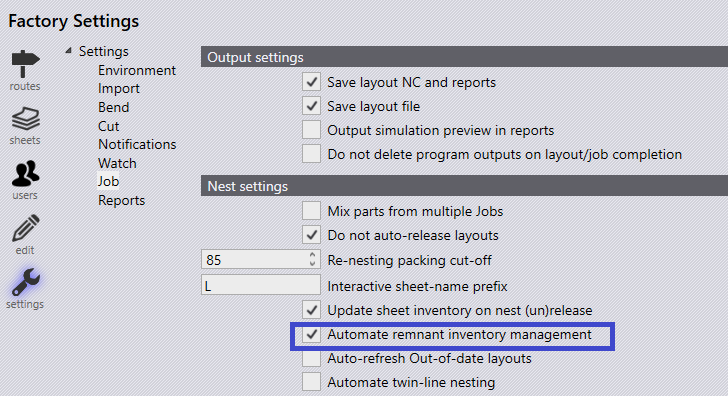 Factory Settings
routes
sheets
users
edit
settings
Settings
Environment
Import
Bend
Cut
Notifications
Watch
Job
Reports
Output settings
Save layout NC and reports
Save layout file
Output simulation preview in reports
Do not delete program outputs on layout/job completion
Nest settings
Mix parts from multiple Jobs
Do not auto-release layouts
85 Re-nesting packing cut-off
L Interactive sheet-name prefix
Update sheet inventory on nest (un)release
Automate remnant inventory management
Auto-refresh Out-of-date layouts
Automate twin-line nesting